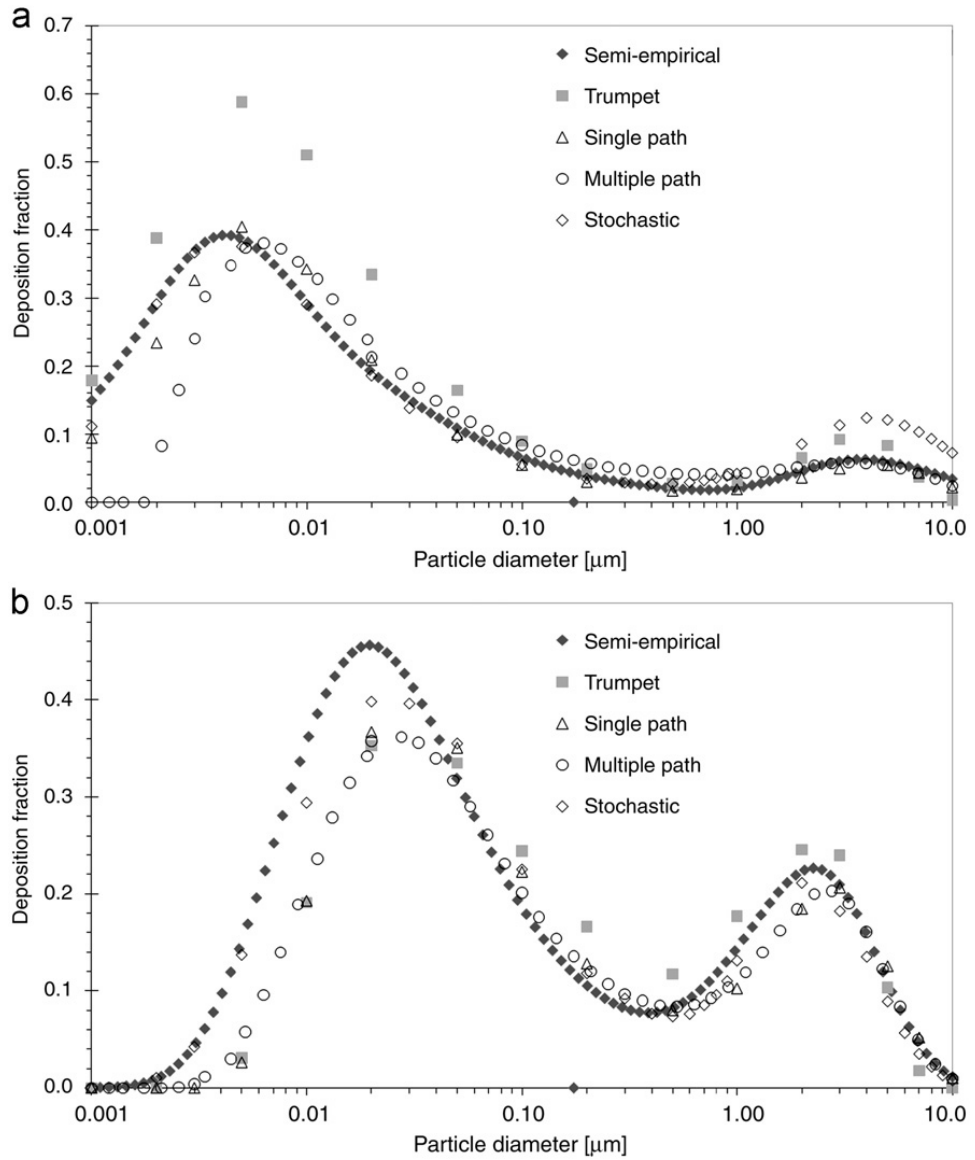 a
0.7
Semi-empirical
0.6
Trumpet
Single path
0.5
Multiple path
Stochastic
0.4
Deposition fraction
0.3
0.2
0.1
0.0
0.001 0.01 0.10 1.00 10.0
Particle diameter [μm]
b
0.5
Semi-empirical
Trumpet
0.4
Single path
Multiple path
0.3
Stochastic
Deposition fraction
0.2
0.1
0.0
0.001 0.01 0.10 1.00 10.0
Particle diameter [μm]